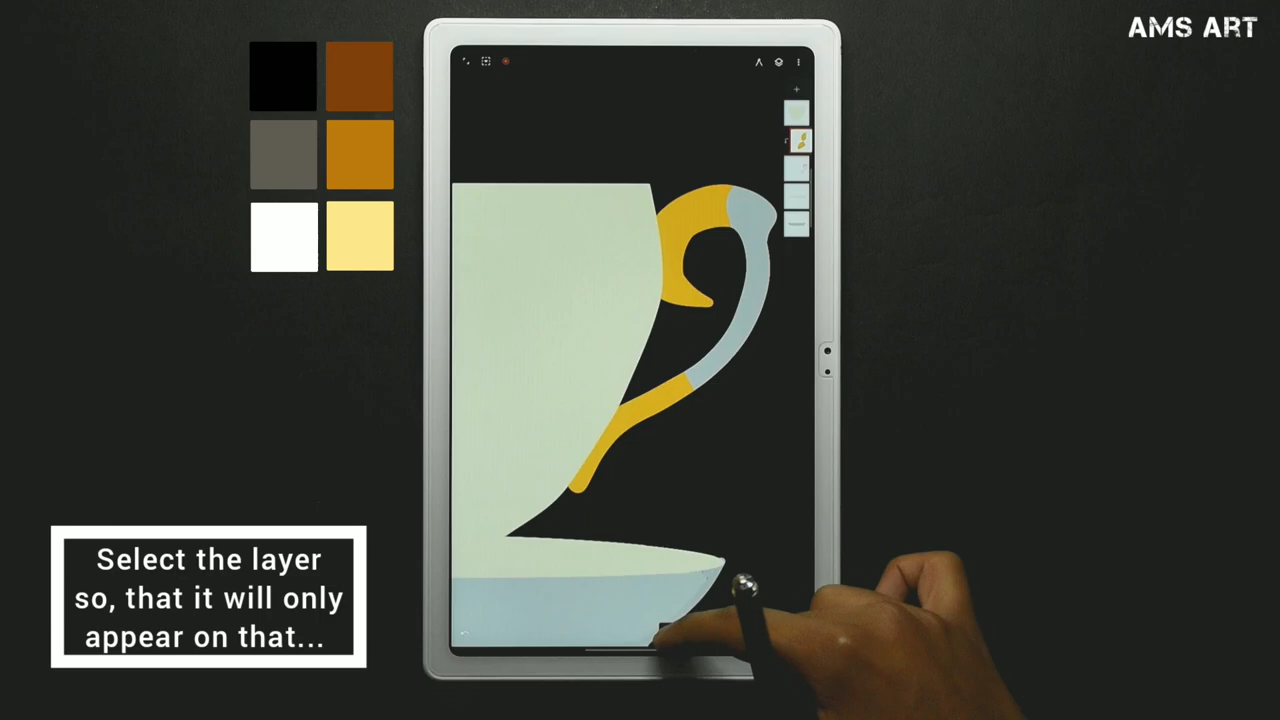 AMS ART
Select the layer
so, that it will only
appear on that...